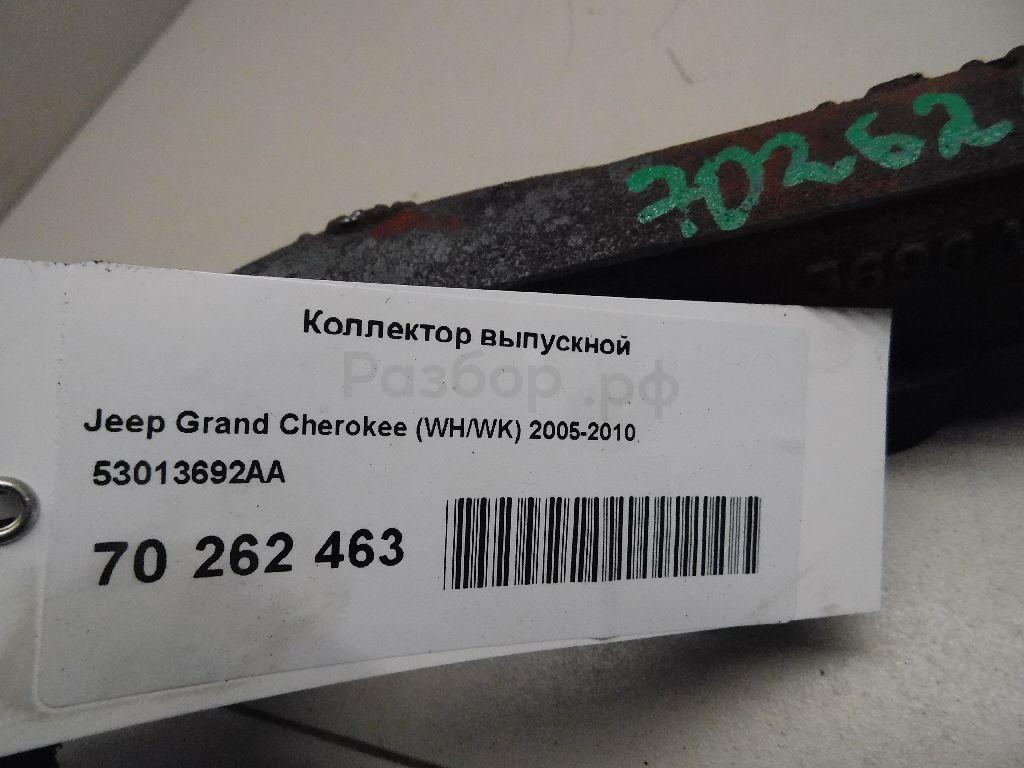 70262
Коллектор выпускной
Разбор.рф
Jeep Grand Cherokee (WH/WK) 2005-2010
53013692AA
70 262 463